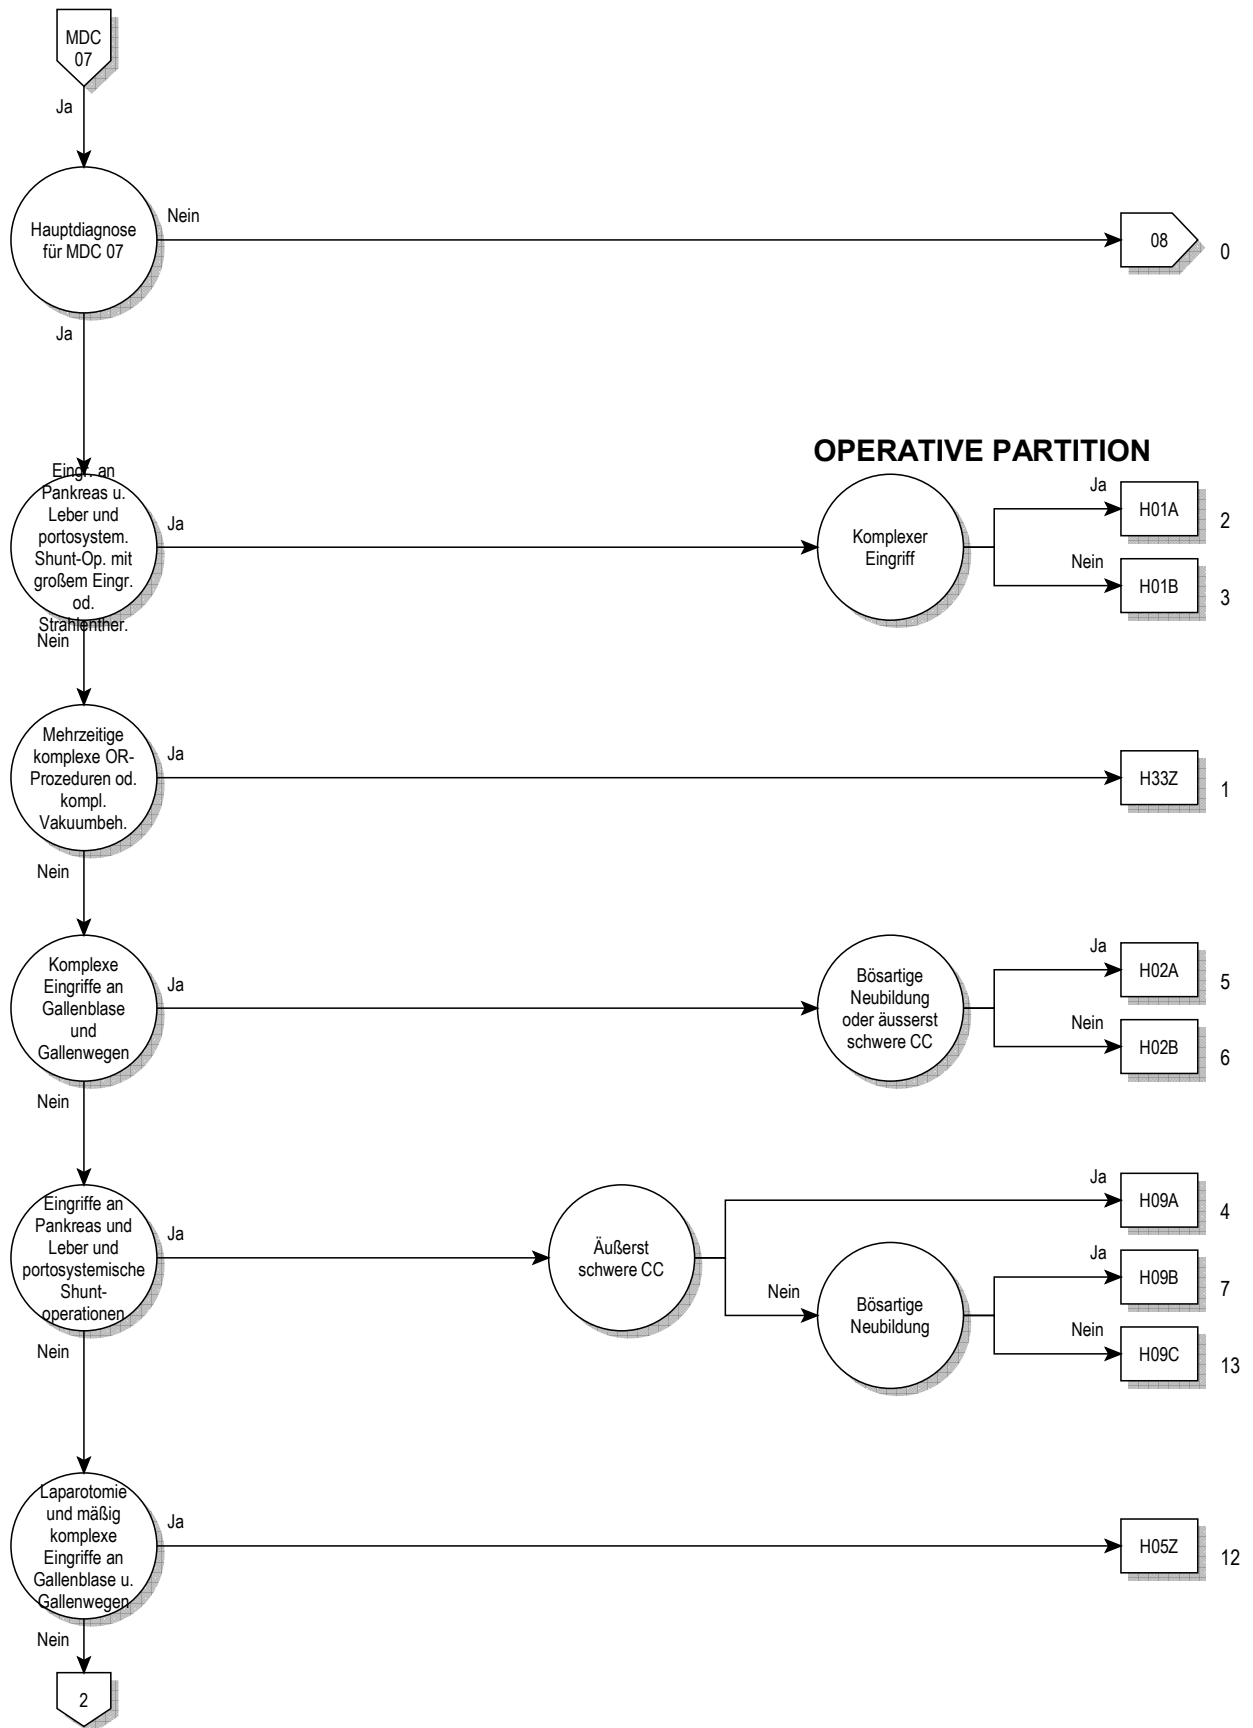 MDC
07
Ja
Hauptdiagnose
für MDC 07
Nein
08
0
Ja
OPERATIVE PARTITION
Eingr. an
Pankreas u.
Leber und
portosystem.
Shunt-Op. mit
großem Eingr.
od.
Strahlenther.
Ja
Komplexer
Eingriff
Ja
H01A
2
Nein
H01B
3
Nein
Mehrzeitige
komplexe OR-
Prozeduren od.
kompl.
Vakuumbeh.
Ja
H33Z
1
Nein
Komplexe
Eingriffe an
Gallenblase
und
Gallenwegen
Ja
Bösartige
Neubildung
oder äusserst
schwere CC
Ja
H02A
5
Nein
H02B
6
Nein
Eingriffe an
Pankreas und
Leber und
portosystemische
Shunt-
operationen
Ja
Äußerst
schwere CC
Ja
H09A
4
Nein
Bösartige
Neubildung
Ja
H09B
7
Nein
H09C
13
Nein
Laparotomie
und mäßig
komplexe
Eingriffe an
Gallenblase u.
Gallenwegen
Ja
H05Z
12
Nein
2